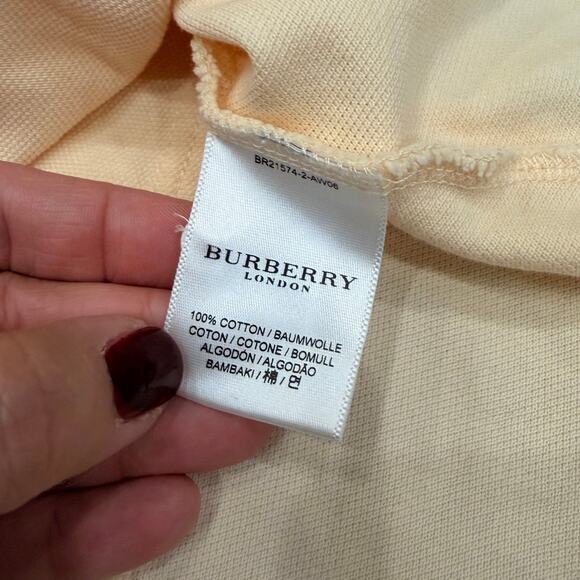 BR21574-2-AW06
BURBERRY
LONDON
100% COTTON / BAUMWOLLE
COTON / COTONE / BOMULL
ALGODÓN / ALGODÃO
BAMBAKI / 棉 / 면